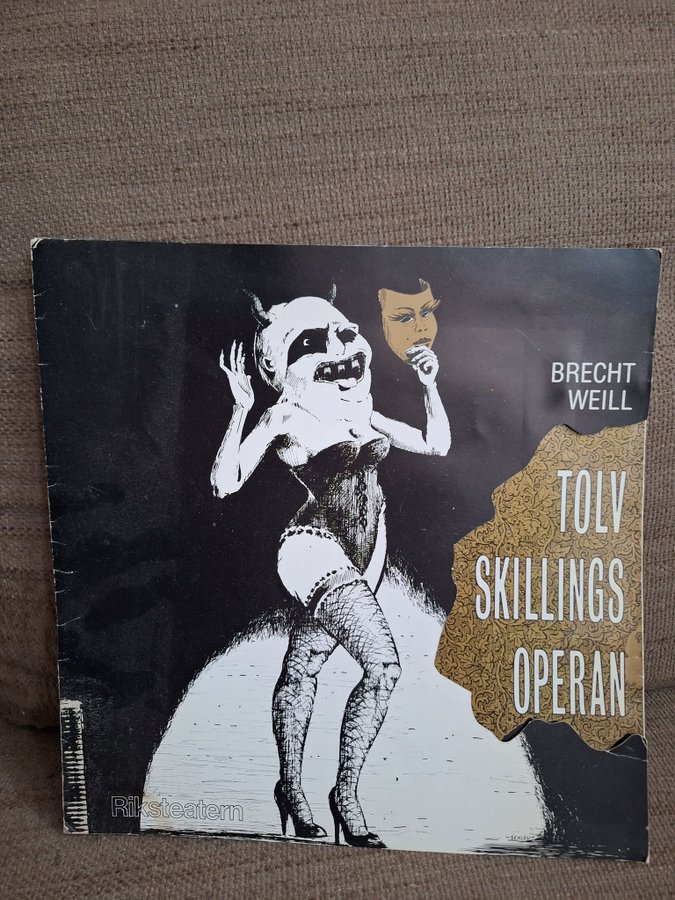 BRECHT
WEILL
TOLV
SKILLINGS
OPERAN
Riksteatern